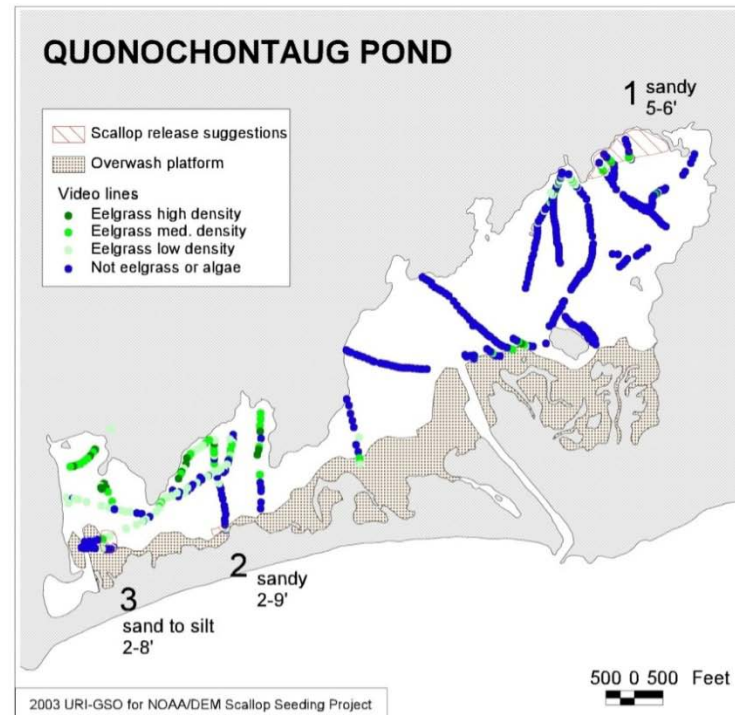 QUONOCHONTAUG POND
1 sandy
5-6'
Scallop release suggestions
Overwash platform
Video lines
Eelgrass high density
Eelgrass med. density
Eelgrass low density
Not eelgrass or algae
2 sandy
2-9'
3
sand to silt
2-8'
500 0 500 Feet
2003 URI-GSO for NOAA/DEM Scallop Seeding Project